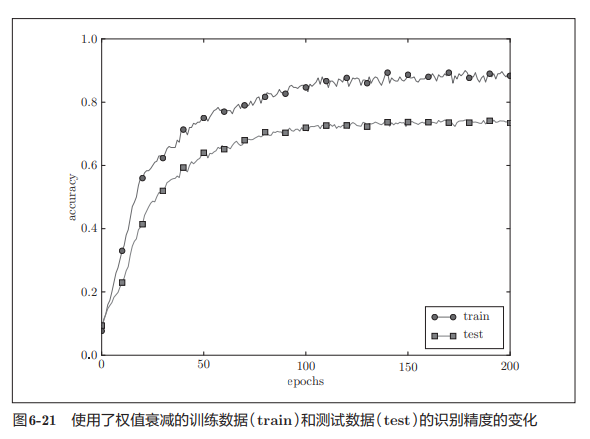 1.0
0.8
0.6
0.4
0.2
0.0
accuracy
0
50
100
150
200
epochs
train
test
图6-21 使用了权值衰减的训练数据（train）和测试数据（test）的识别精度的变化